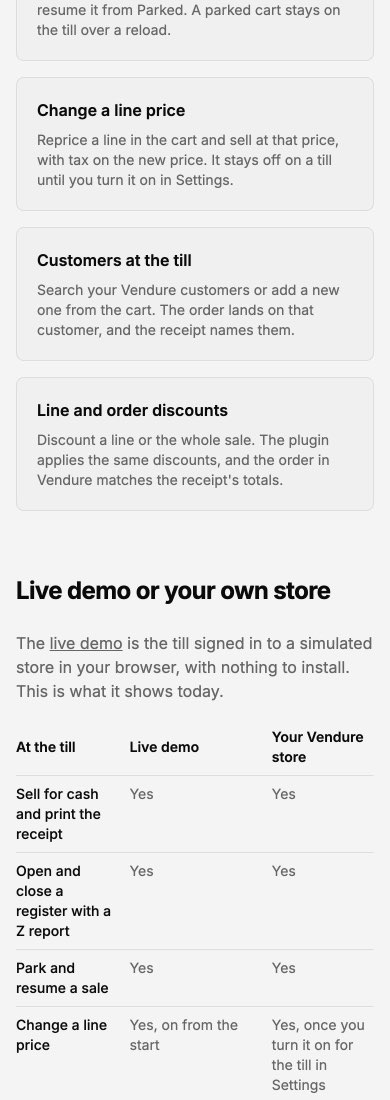 resume it from Parked. A parked cart stays on
the till over a reload.
Change a line price
Reprice a line in the cart and sell at that price,
with tax on the new price. It stays off on a till
until you turn it on in Settings.
Customers at the till
Search your Vendure customers or add a new
one from the cart. The order lands on that
customer, and the receipt names them.
Line and order discounts
Discount a line or the whole sale. The plugin
applies the same discounts, and the order in
Vendure matches the receipt's totals.
Live demo or your own store
The live demo is the till signed in to a simulated
store in your browser, with nothing to install.
This is what it shows today.
At the till
Live demo
Your Vendure
store
Sell for cash
and print the
receipt
Yes
Yes
Open and
close a
register with a
Z report
Yes
Yes
Park and
resume a sale
Yes
Yes
Change a line
price
Yes, on from the
start
Yes, once you
turn it on for
the till in
Settings